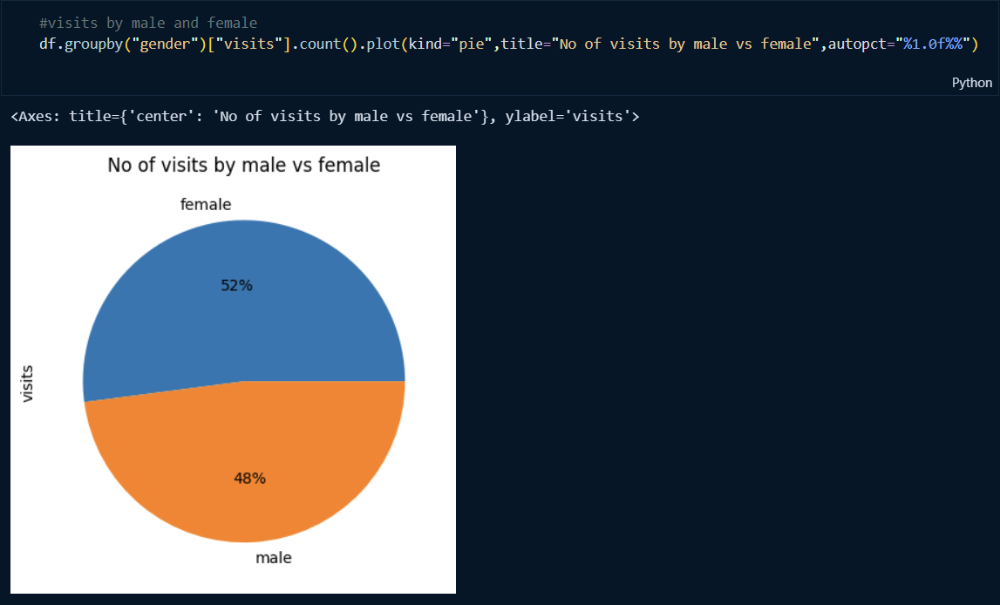 #visits by male and female
df.groupby("gender")["visits"].count().plot(kind="pie",title="No of visits by male vs female",autopct="%1.0f%%")
Python
<Axes: title={'center': 'No of visits by male vs female'}, ylabel='visits'>
No of visits by male vs female
female
52%
visits
48%
male